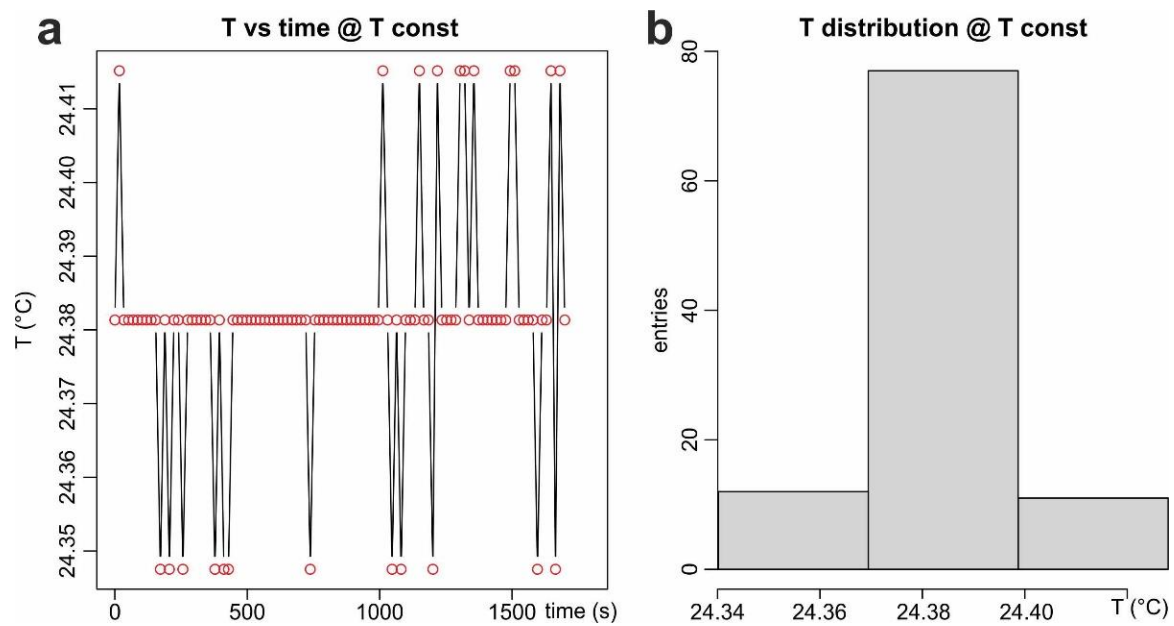 a
T vs time @ T const
T (°C)
24.41
24.40
24.39
24.38
24.37
24.36
24.35
0
500
1000
1500
time (s)
b
T distribution @ T const
entries
80
60
40
20
0
24.34
24.36
24.38
24.40
T (°C)